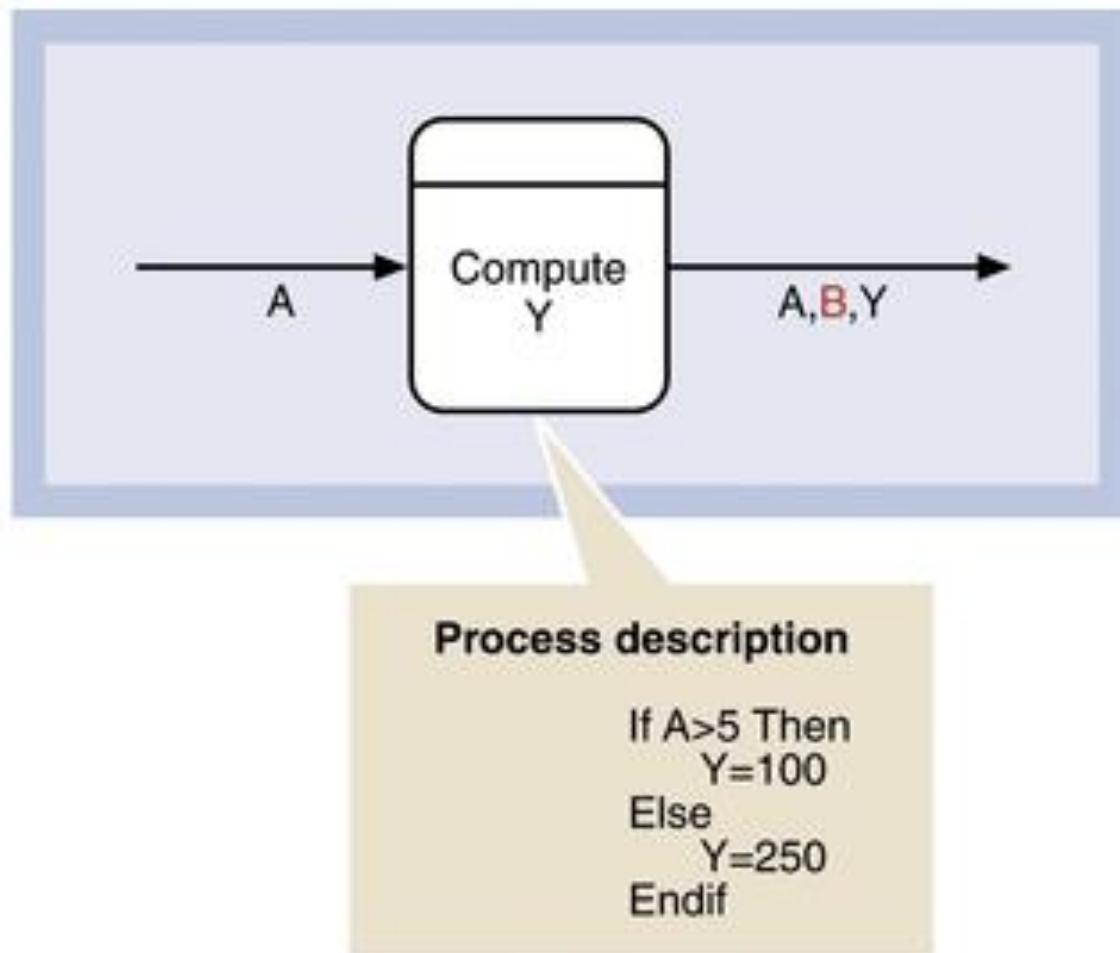 Compute
Y
A
A,B,Y
Process description
If A>5 Then
Y=100
Else
Y=250
Endif